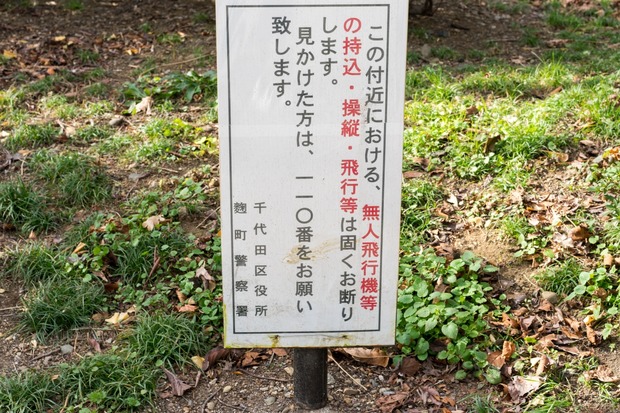 この付近における、無人飛行機等
の持込・操縦・飛行等は固くお断り
します。
見かけた方は、一一〇番をお願い
致します。
千代田区役所
麹町警察署